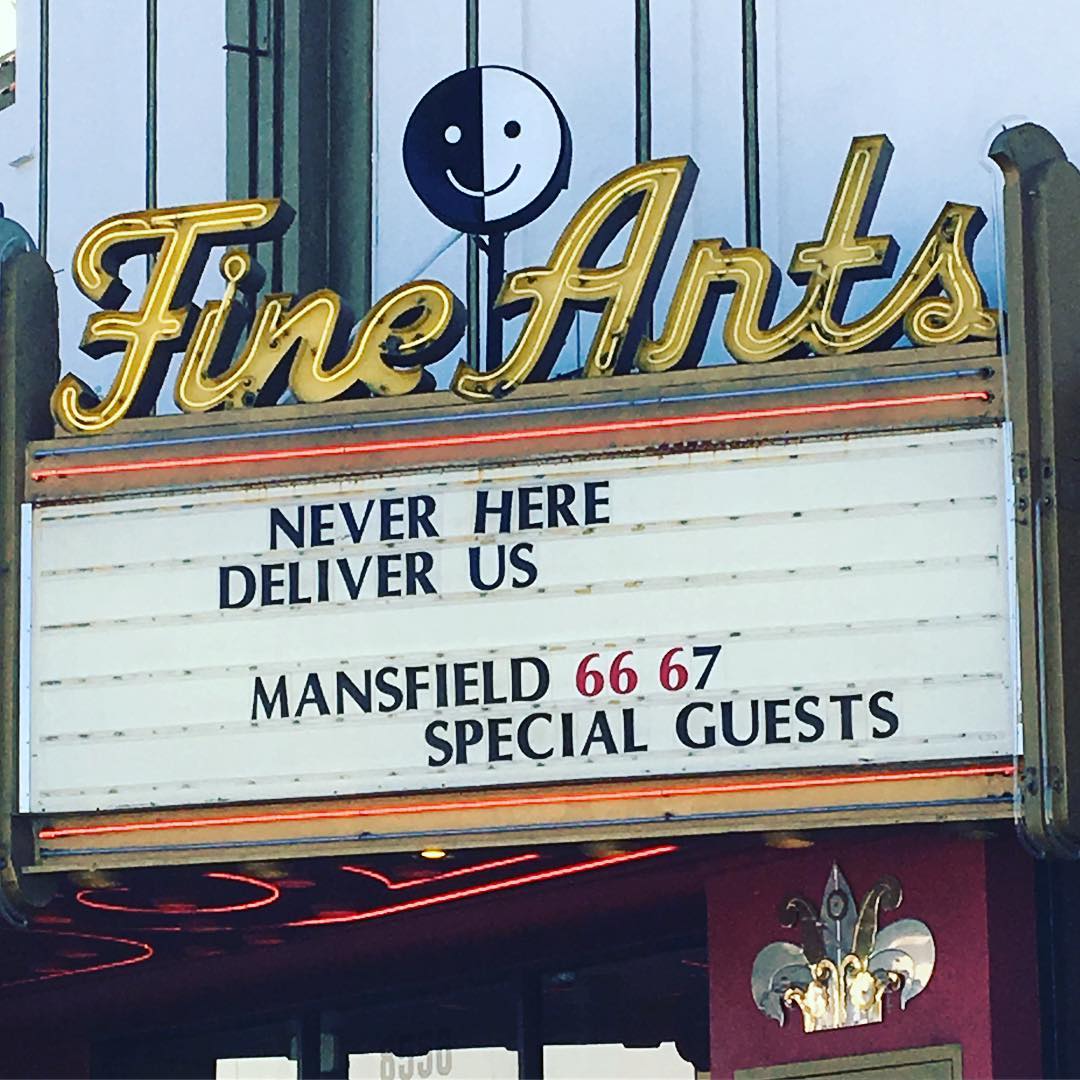 Fine Arts
NEVER HERE
DELIVER US
MANSFIELD 66 67
SPECIAL GUESTS